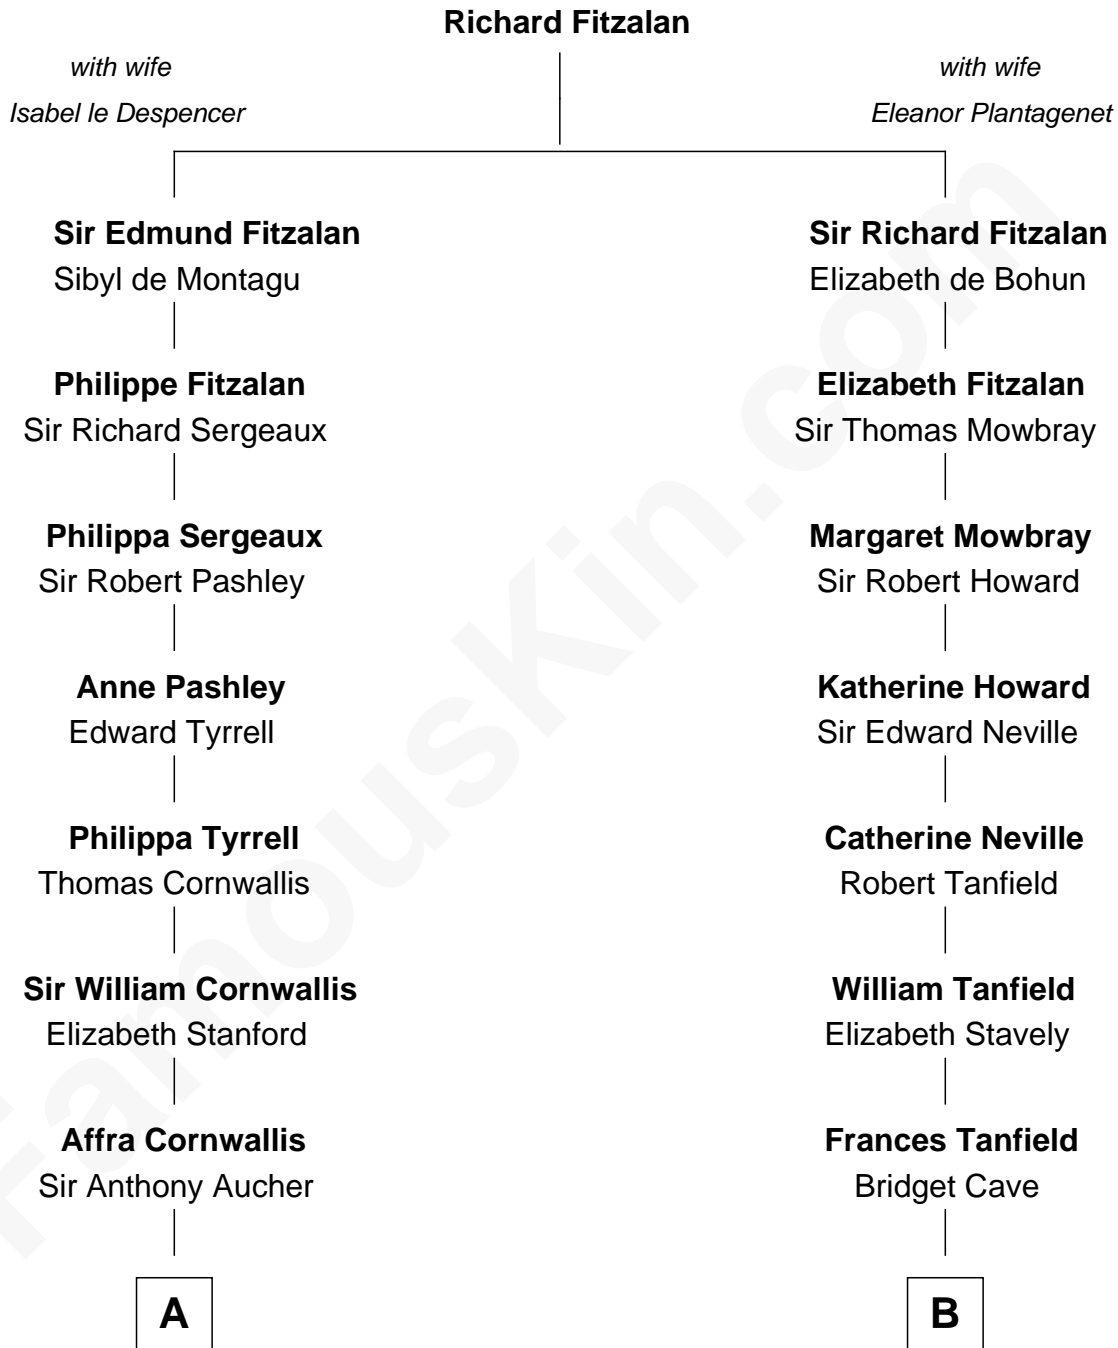 Richard Fitzalan
with wife
Isabel le Despencer
with wife
Eleanor Plantagenet
Sir Edmund Fitzalan
Sibyl de Montagu
Sir Richard Fitzalan
Elizabeth de Bohun
Philippe Fitzalan
Sir Richard Sergeaux
Elizabeth Fitzalan
Sir Thomas Mowbray
Philippa Sergeaux
Sir Robert Pashley
Margaret Mowbray
Sir Robert Howard
Anne Pashley
Edward Tyrrell
Katherine Howard
Sir Edward Neville
Philippa Tyrrell
Thomas Cornwallis
Catherine Neville
Robert Tanfield
Sir William Cornwallis
Elizabeth Stanford
William Tanfield
Elizabeth Stavely
Affra Cornwallis
Sir Anthony Aucher
Frances Tanfield
Bridget Cave
A
B
FamousKin.com